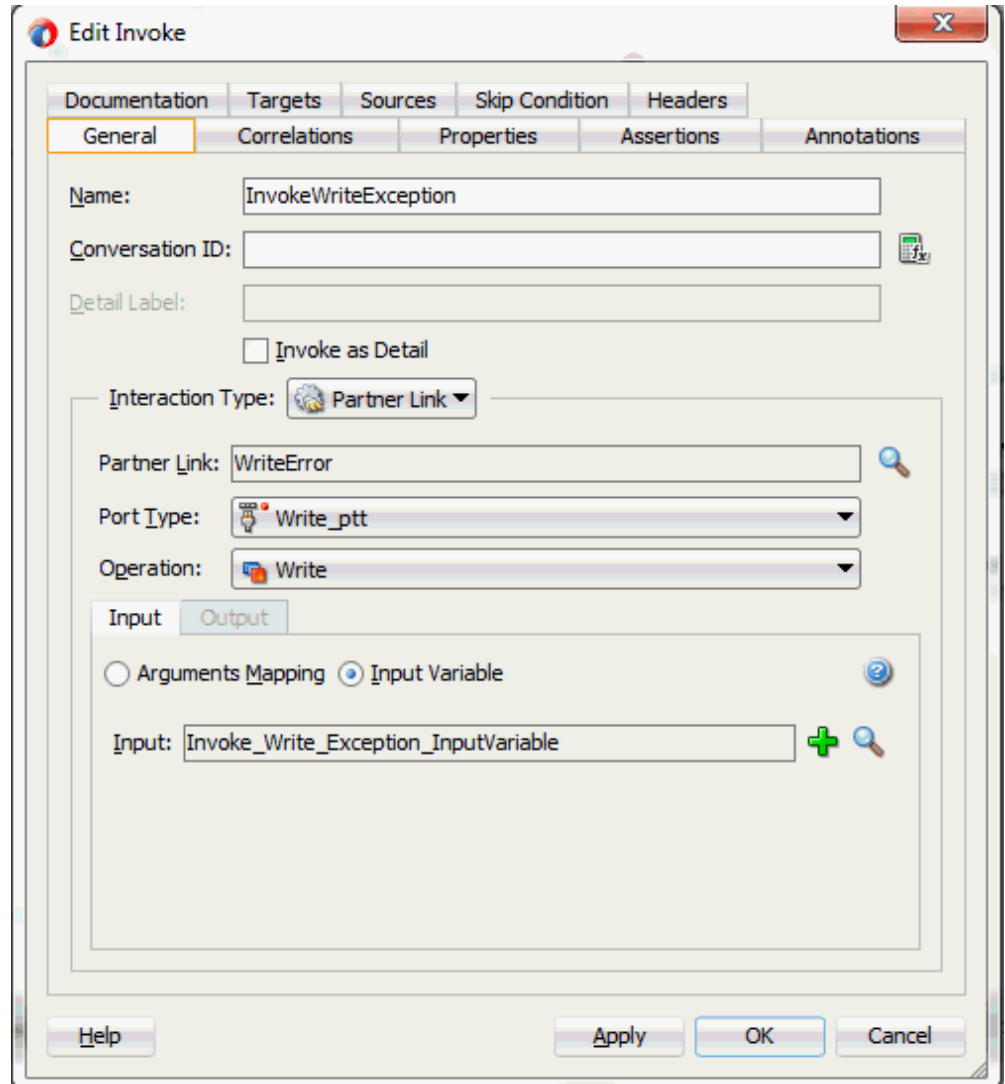 Edit Invoke
Documentation Targets Sources Skip Condition Headers
General Correlations Properties Assertions Annotations
Name: InvokeWriteException
Conversation ID:
Detail Label:
Invoke as Detail
Interaction Type: Partner Link
Partner Link: WriteError
Port Type: Write_ptt
Operation: Write
Input Output
Arguments Mapping Input Variable
Input: Invoke_Write_Exception_InputVariable
Help Apply OK Cancel